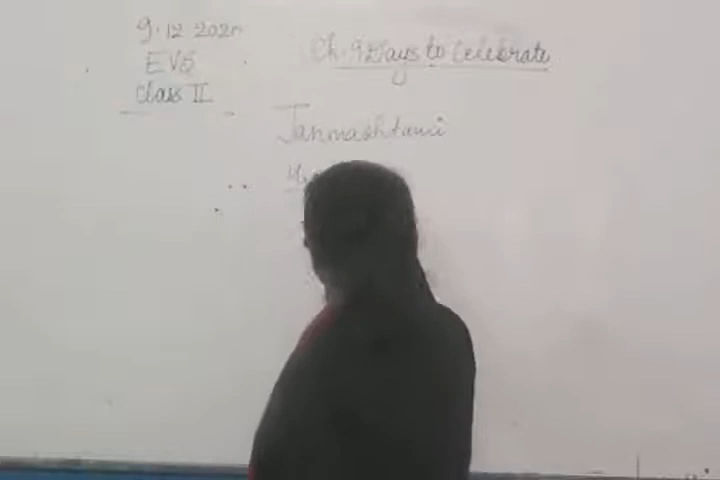 9.12 2020
EVS
Class II
Ch.9 Days to Celebrate
Janmashtami